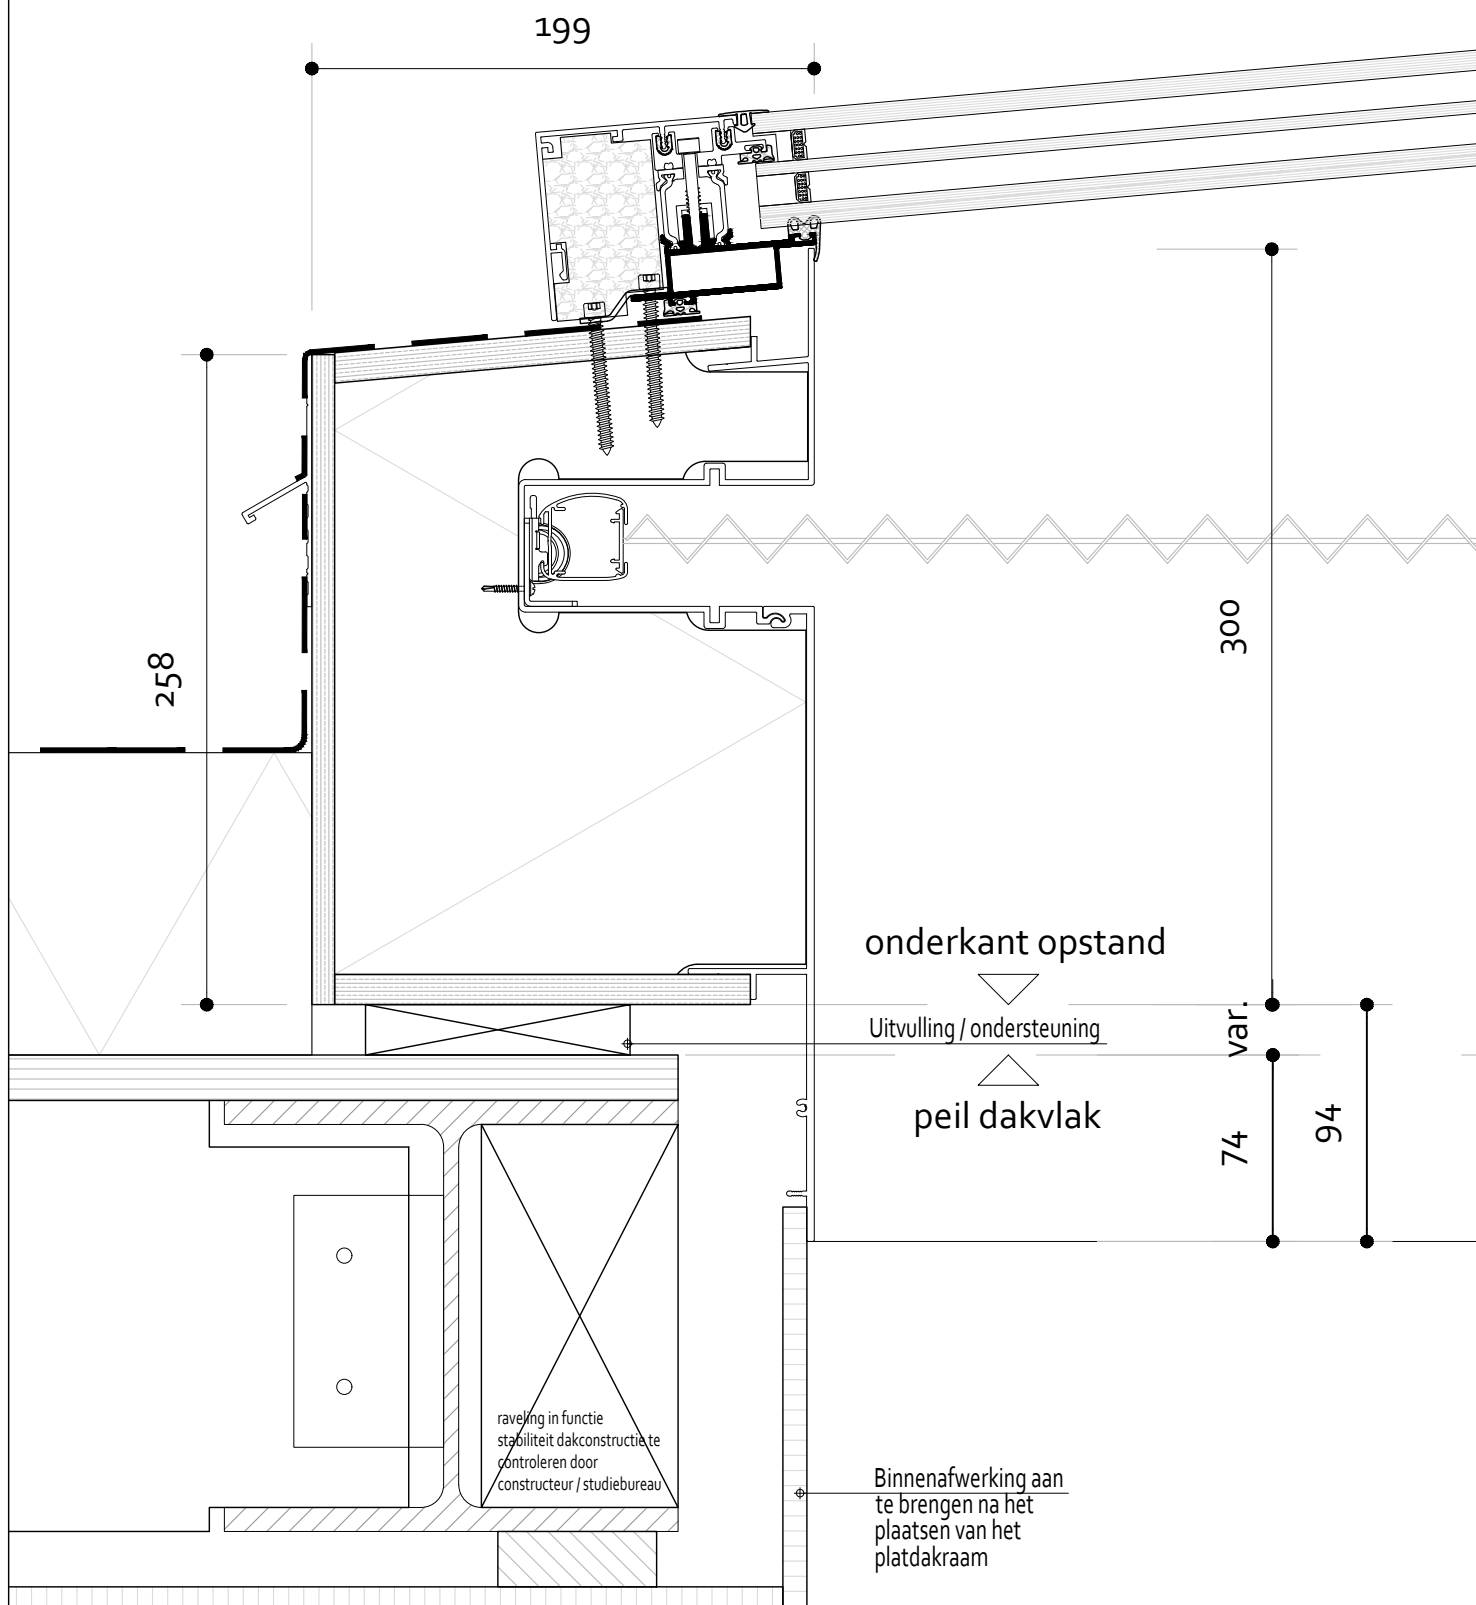 199
258
300
onderkant opstand
Uitvulling / ondersteuning
var.
peil dakvlak
74
94
raveling in functie
stabiliteit dakconstructie te
controleren door
constructeur / studiebureau
Binnenafwerking aan
te brengen na het
plaatsen van het
platdakraam